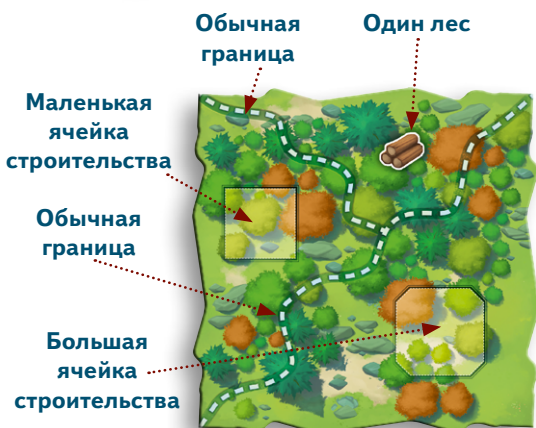 Обычная
граница
Один лес
Маленькая
ячейка
строительства
Обычная
граница
Большая
ячейка
строительства